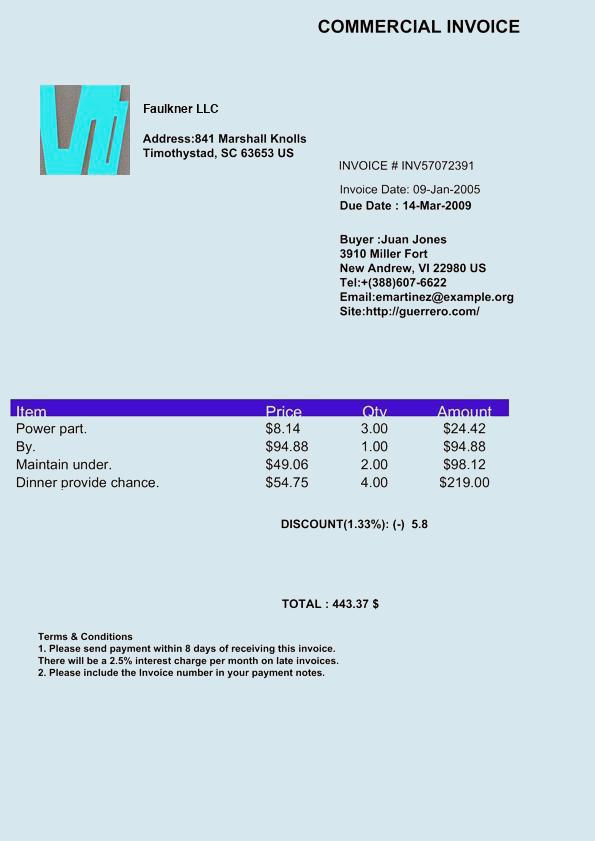 COMMERCIAL INVOICE
Faulkner LLC
Address:841 Marshall Knolls
Timothystad, SC 63653 US
INVOICE # INV57072391
Invoice Date: 09-Jan-2005
Due Date : 14-Mar-2009
Buyer :Juan Jones
3910 Miller Fort
New Andrew, VI 22980 US
Tel:+(388)607-6622
Email:emartinez@example.org
Site:http://guerrero.com/
Item Price Qty Amount
Power part. $8.14 3.00 $24.42
By. $94.88 1.00 $94.88
Maintain under. $49.06 2.00 $98.12
Dinner provide chance. $54.75 4.00 $219.00
DISCOUNT(1.33%): (-) 5.8
TOTAL : 443.37 $
Terms & Conditions
1. Please send payment within 8 days of receiving this invoice.
There will be a 2.5% interest charge per month on late invoices.
2. Please include the Invoice number in your payment notes.